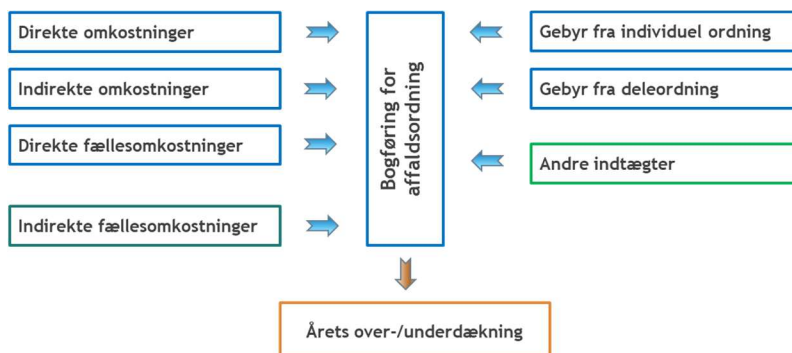 Direkte omkostninger
Indirekte omkostninger
Direkte fællesomkostninger
Indirekte fællesomkostninger
Bogføring for
affaldsordning
Gebyr fra individuel ordning
Gebyr fra deleordning
Andre indtægter
Årets over-/underdækning